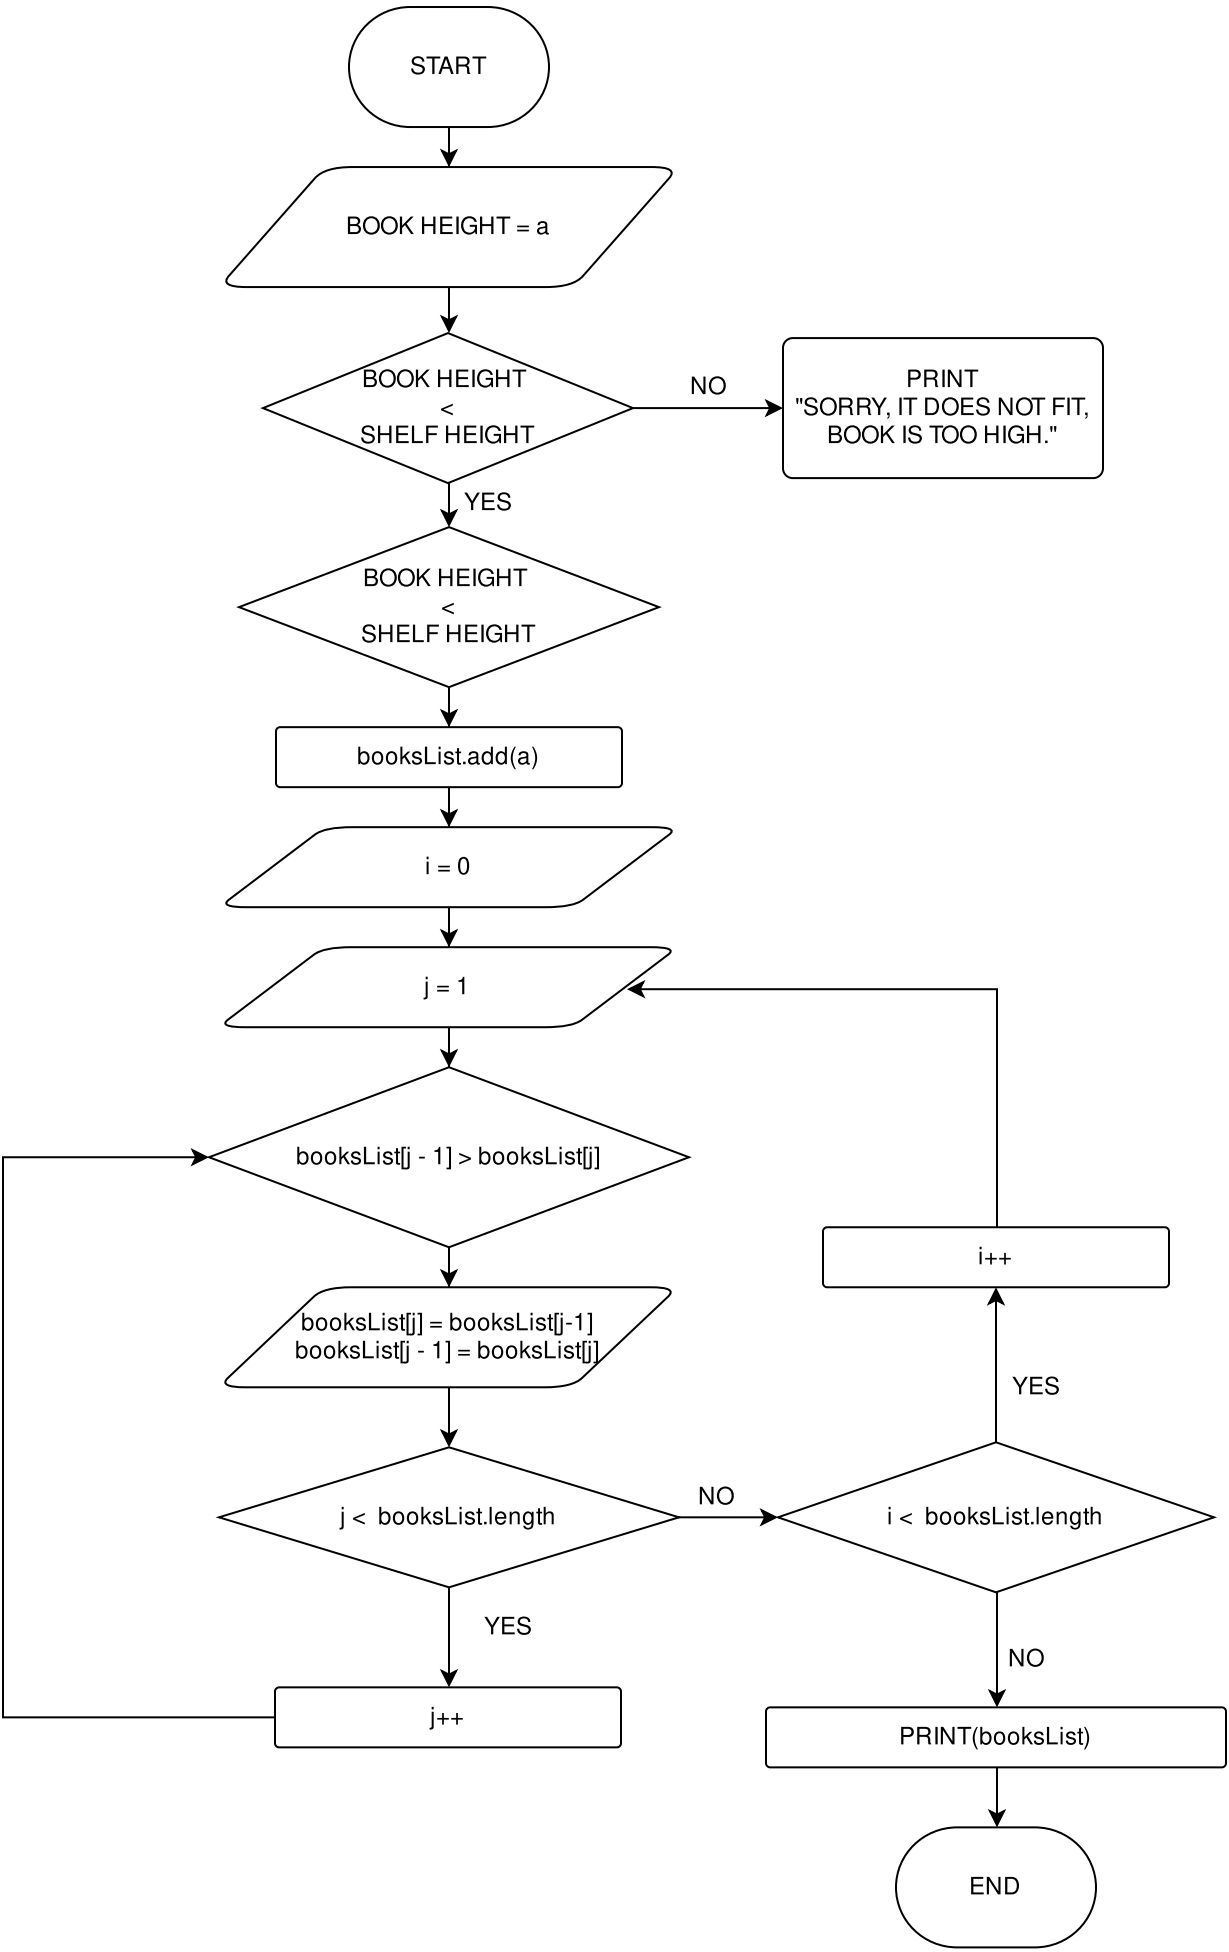 START
BOOK HEIGHT = a
BOOK HEIGHT
<
SHELF HEIGHT
NO
PRINT
"SORRY, IT DOES NOT FIT,
BOOK IS TOO HIGH."
YES
BOOK HEIGHT
<
SHELF HEIGHT
booksList.add(a)
i = 0
j = 1
booksList[j - 1] > booksList[j]
booksList[j] = booksList[j-1]
booksList[j - 1] = booksList[j]
j < booksList.length
NO
i < booksList.length
YES
i++
YES
j++
NO
PRINT(booksList)
END